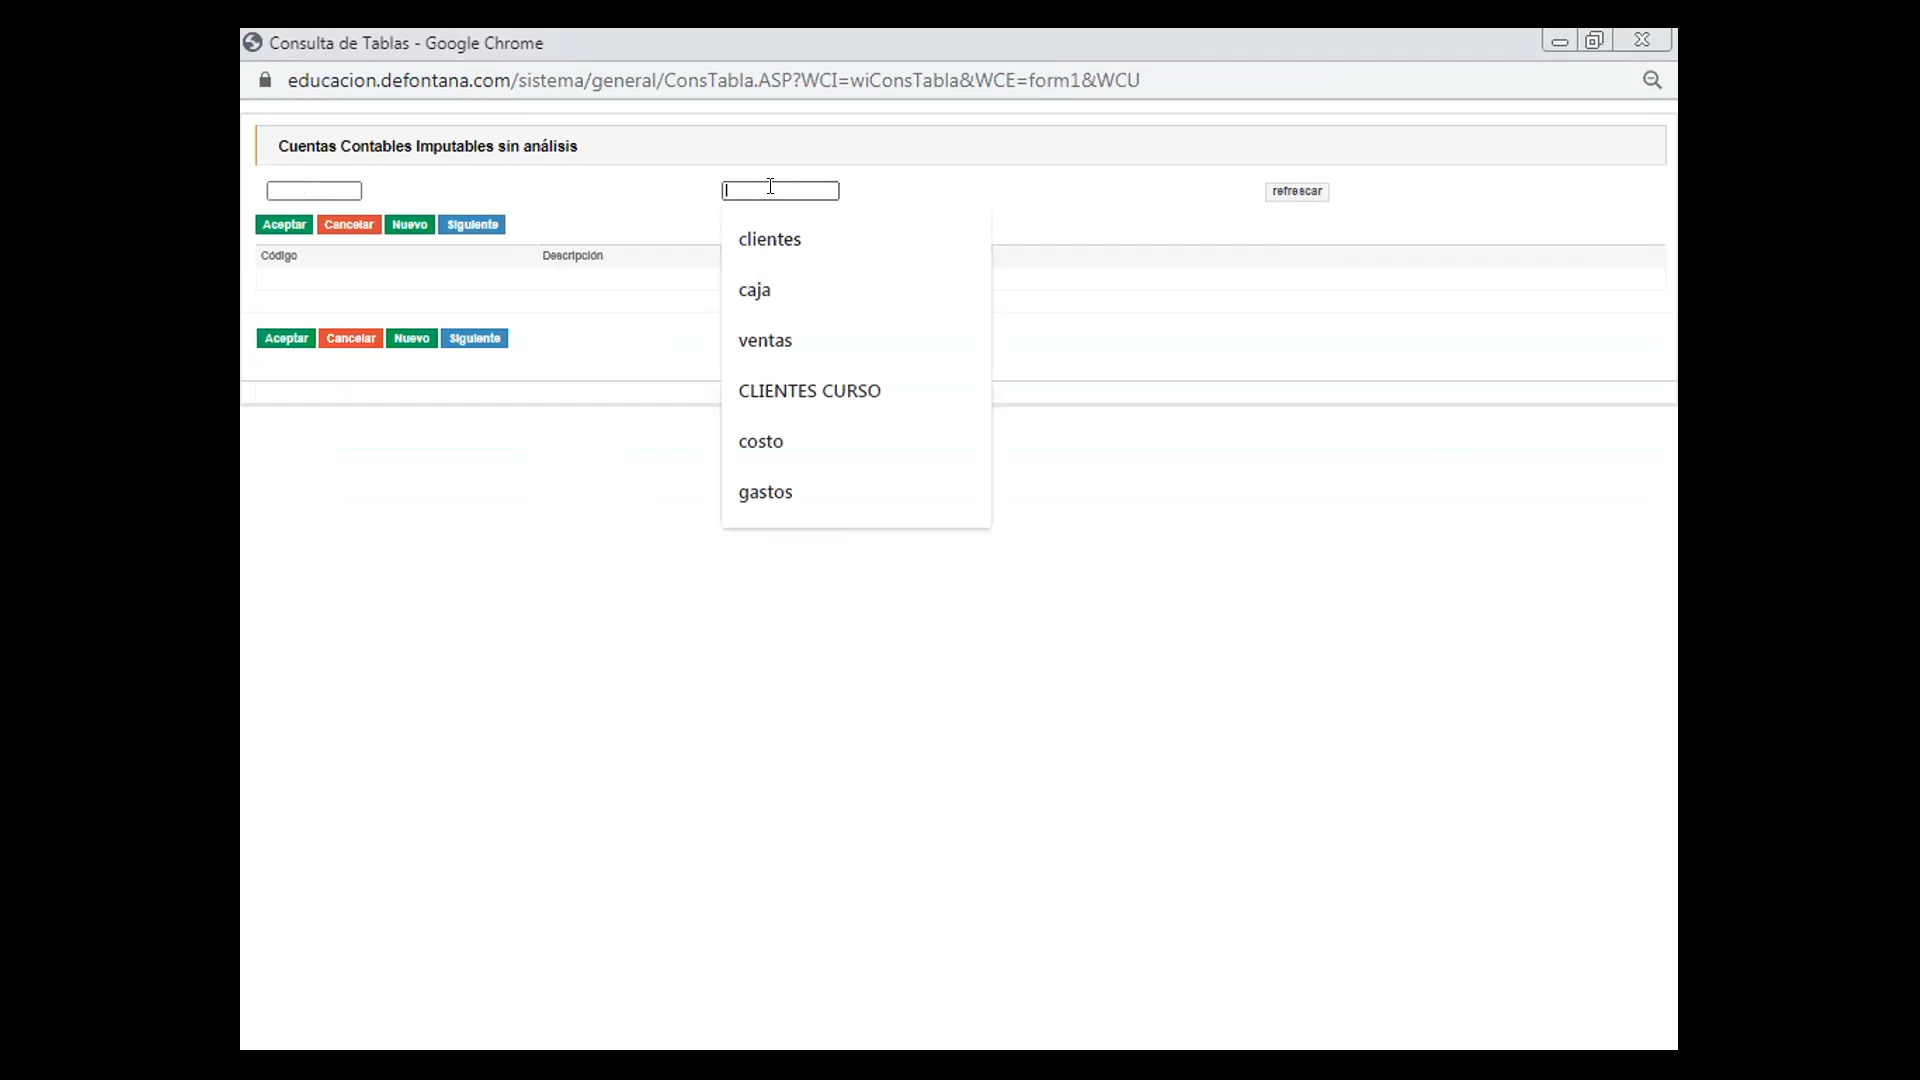 Consulta de Tablas - Google Chrome
educacion.defontana.com/sistema/general/ConsTabla.ASP?WCI=wiConsTabla&WCE=form1&WCU
Cuentas Contables Imputables sin análisis
refrescar
Aceptar Cancelar Nuevo Siguiente
Código Descripción
clientes
caja
ventas
CLIENTES CURSO
costo
gastos
Aceptar Cancelar Nuevo Siguiente